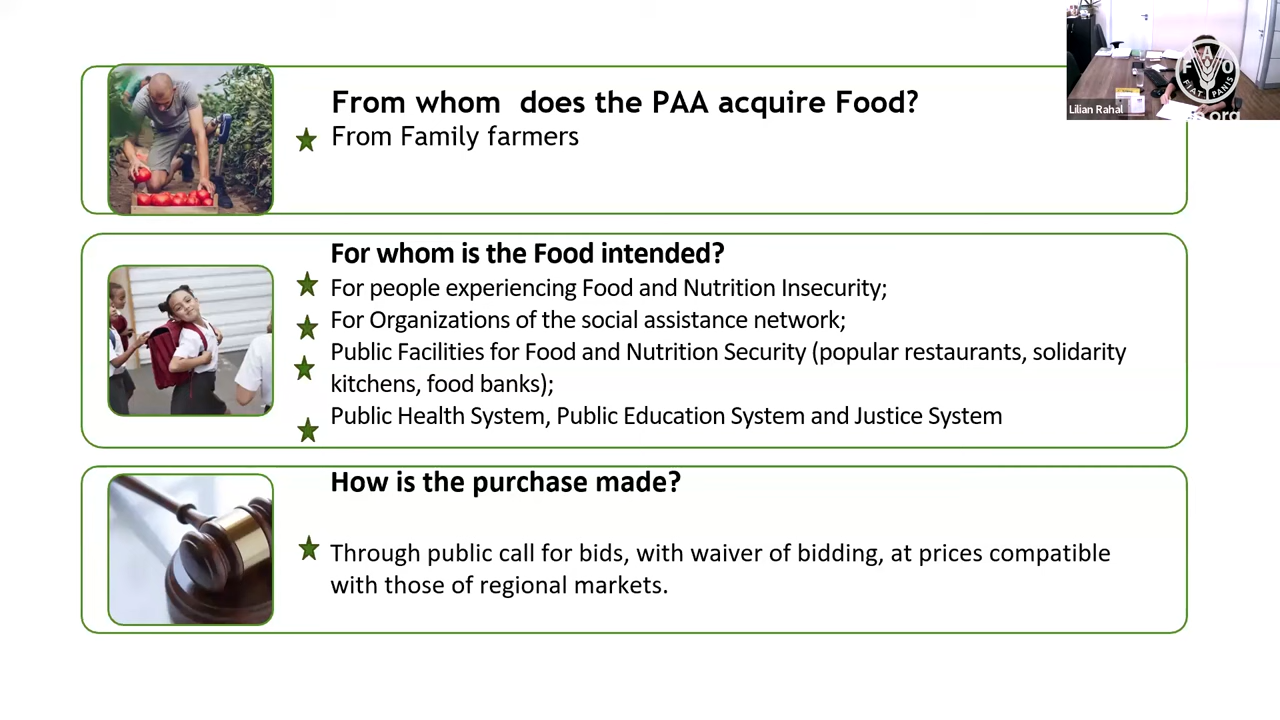 From whom does the PAA acquire Food?
From Family farmers
Lilian Rahal
F A O
FIAT PANIS
.org
For whom is the Food intended?
For people experiencing Food and Nutrition Insecurity;
For Organizations of the social assistance network;
Public Facilities for Food and Nutrition Security (popular restaurants, solidarity
kitchens, food banks);
Public Health System, Public Education System and Justice System
How is the purchase made?
Through public call for bids, with waiver of bidding, at prices compatible
with those of regional markets.